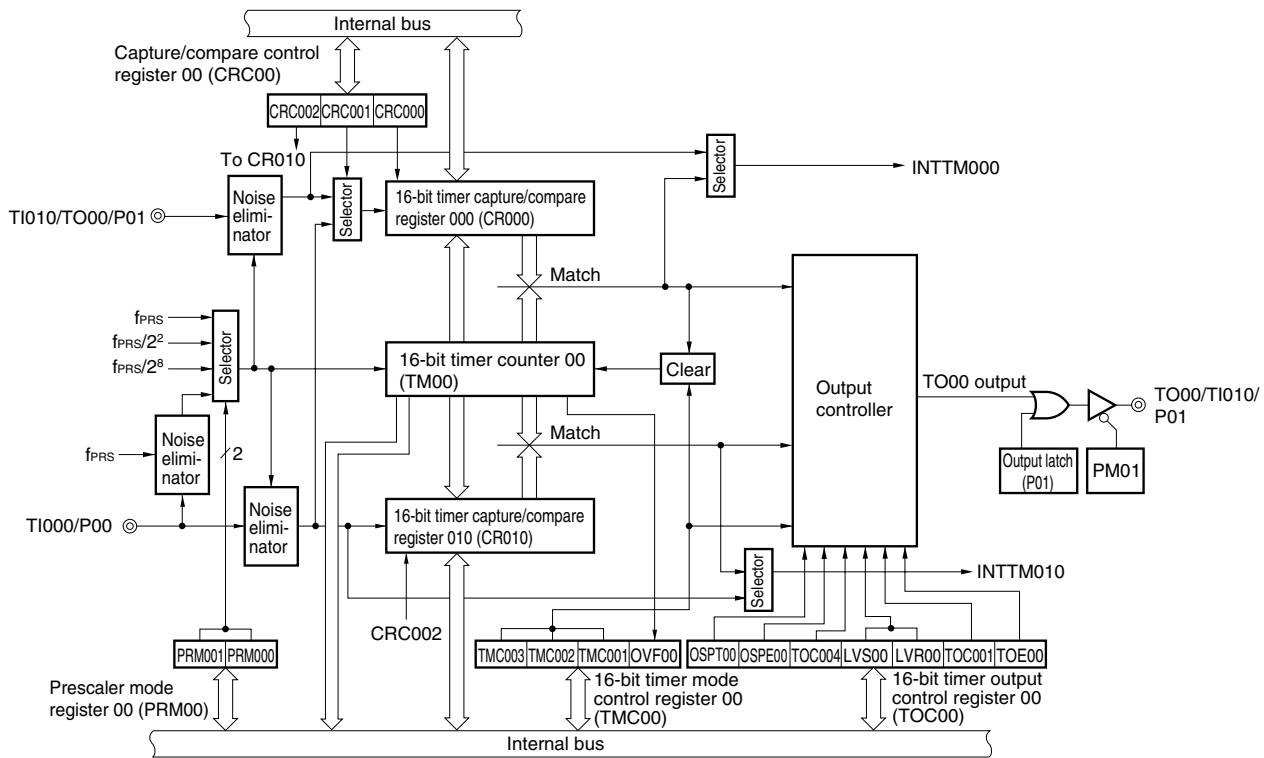 Internal bus
Capture/compare control
register 00 (CRC00)
CRC002 CRC001 CRC000
To CR010
Selector
INTTM000
TI010/TO00/P01
Noise
elimi-
nator
Selector
16-bit timer capture/compare
register 000 (CR000)
Match
fPRS
fPRS/2²
fPRS/2⁸
Selector
16-bit timer counter 00
(TM00)
Clear
Output
controller
TO00 output
TO00/TI010/
P01
Output latch
(P01)
PM01
fPRS
Noise
elimi-
nator
2
Match
TI000/P00
Noise
elimi-
nator
16-bit timer capture/compare
register 010 (CR010)
Selector
INTTM010
CRC002
PRM001 PRM000
TMC003 TMC002 TMC001 OVF00
OSPT00 OSPE00 TOC004 LVS00 LVR00 TOC001 TOE00
Prescaler mode
register 00 (PRM00)
16-bit timer mode
control register 00
(TMC00)
16-bit timer output
control register 00
(TOC00)
Internal bus